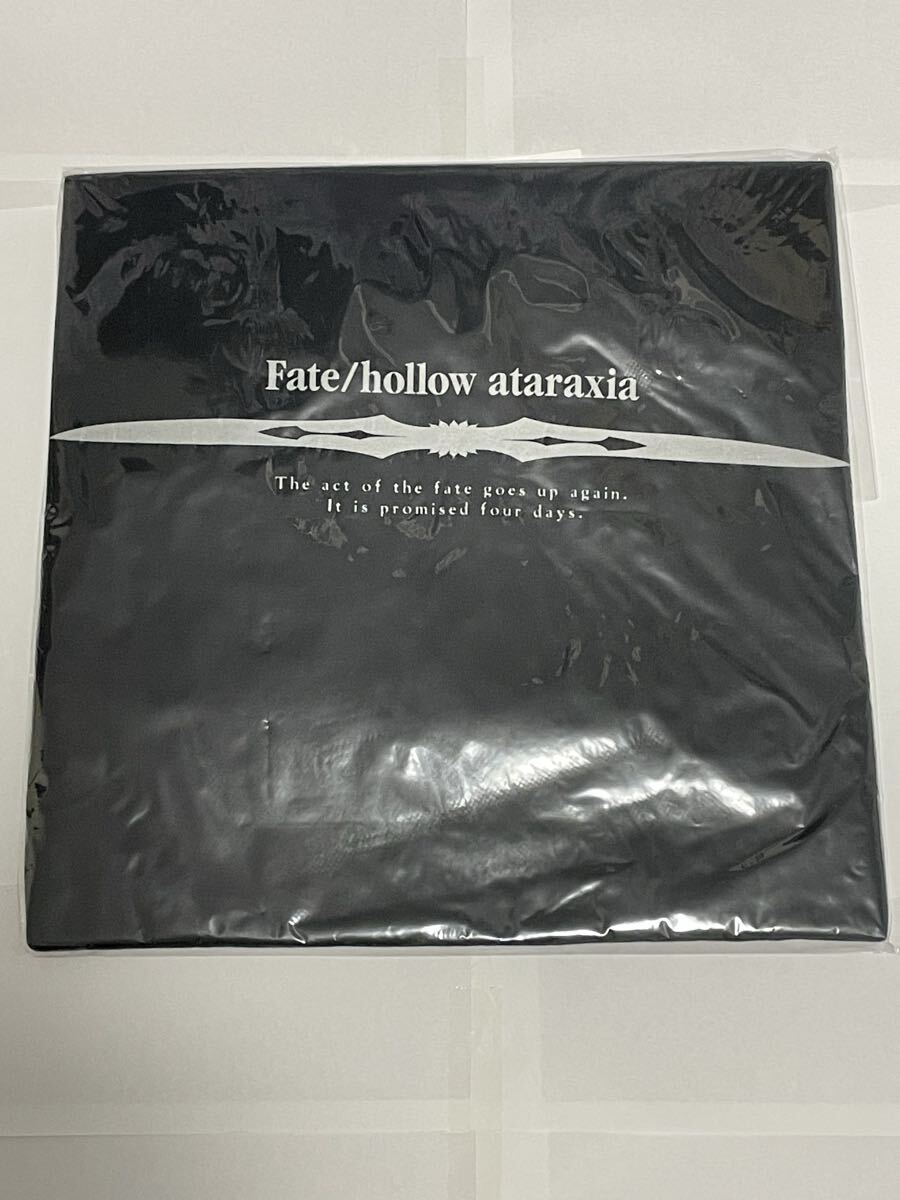 Fate/hollow ataraxia
The act of the fate goes up again.
It is promised four days.